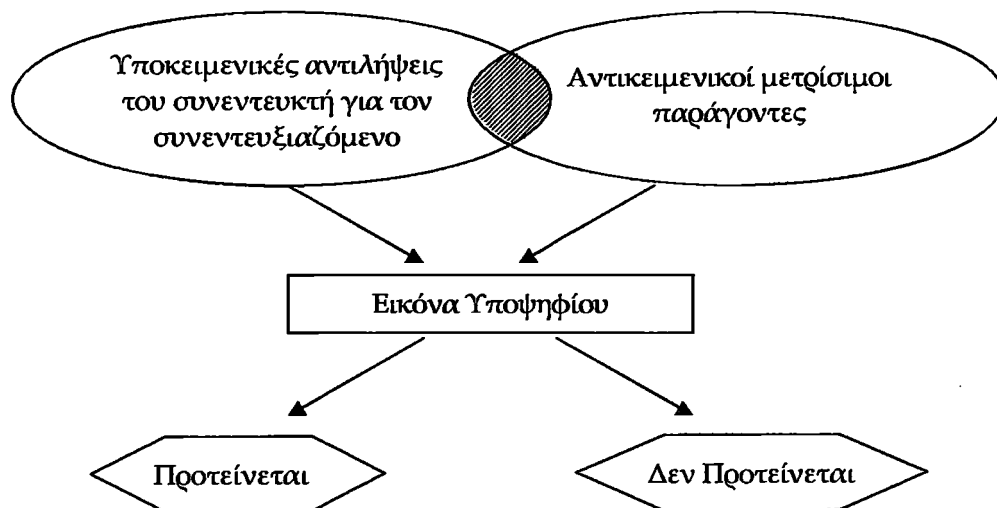 Υποκειμενικές αντιλήψεις
του συνεντευκτή για τον
συνεντευξιαζόμενο
Αντικειμενικοί μετρίσιμοι
παράγοντες
Εικόνα Υποψηφίου
Προτείνεται
Δεν Προτείνεται